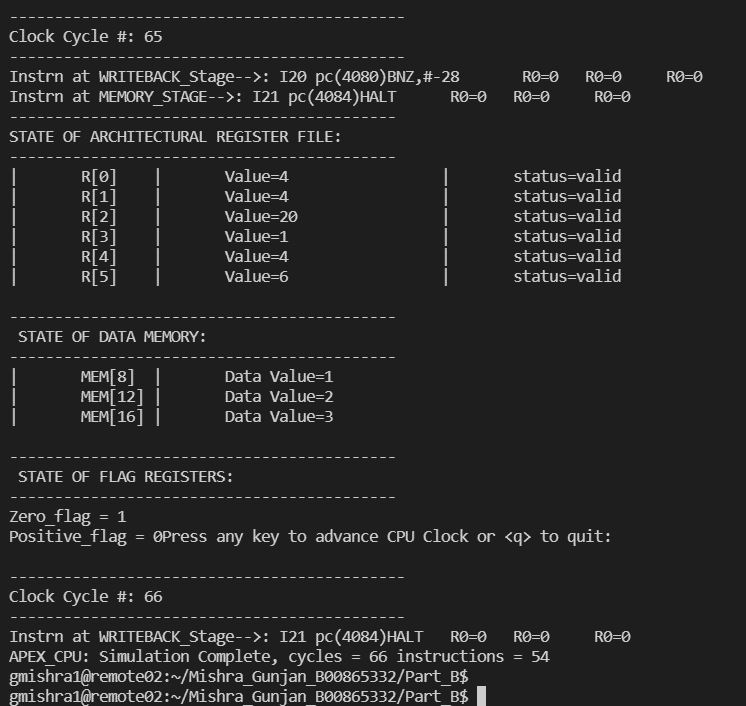 --------------------------------------------
Clock Cycle #: 65
--------------------------------------------
Instrn at WRITEBACK_Stage-->: I20 pc(4080)BNZ,#-28       R0=0   R0=0     R0=0
Instrn at MEMORY_STAGE-->: I21 pc(4084)HALT      R0=0   R0=0     R0=0
-------------------------------------------
STATE OF ARCHITECTURAL REGISTER FILE:
-------------------------------------------
|       R[0]    |       Value=4                 |       status=valid
|       R[1]    |       Value=4                 |       status=valid
|       R[2]    |       Value=20                |       status=valid
|       R[3]    |       Value=1                 |       status=valid
|       R[4]    |       Value=4                 |       status=valid
|       R[5]    |       Value=6                 |       status=valid
-------------------------------------------
 STATE OF DATA MEMORY:
-------------------------------------------
|       MEM[8]  |       Data Value=1
|       MEM[12] |       Data Value=2
|       MEM[16] |       Data Value=3
-------------------------------------------
 STATE OF FLAG REGISTERS:
-------------------------------------------
Zero_flag = 1
Positive_flag = 0Press any key to advance CPU Clock or <q> to quit:
--------------------------------------------
Clock Cycle #: 66
--------------------------------------------
Instrn at WRITEBACK_Stage-->: I21 pc(4084)HALT   R0=0   R0=0     R0=0
APEX_CPU: Simulation Complete, cycles = 66 instructions = 54
gmishra1@remote02:~/Mishra_Gunjan_B00865332/Part_B$
gmishra1@remote02:~/Mishra_Gunjan_B00865332/Part_B$